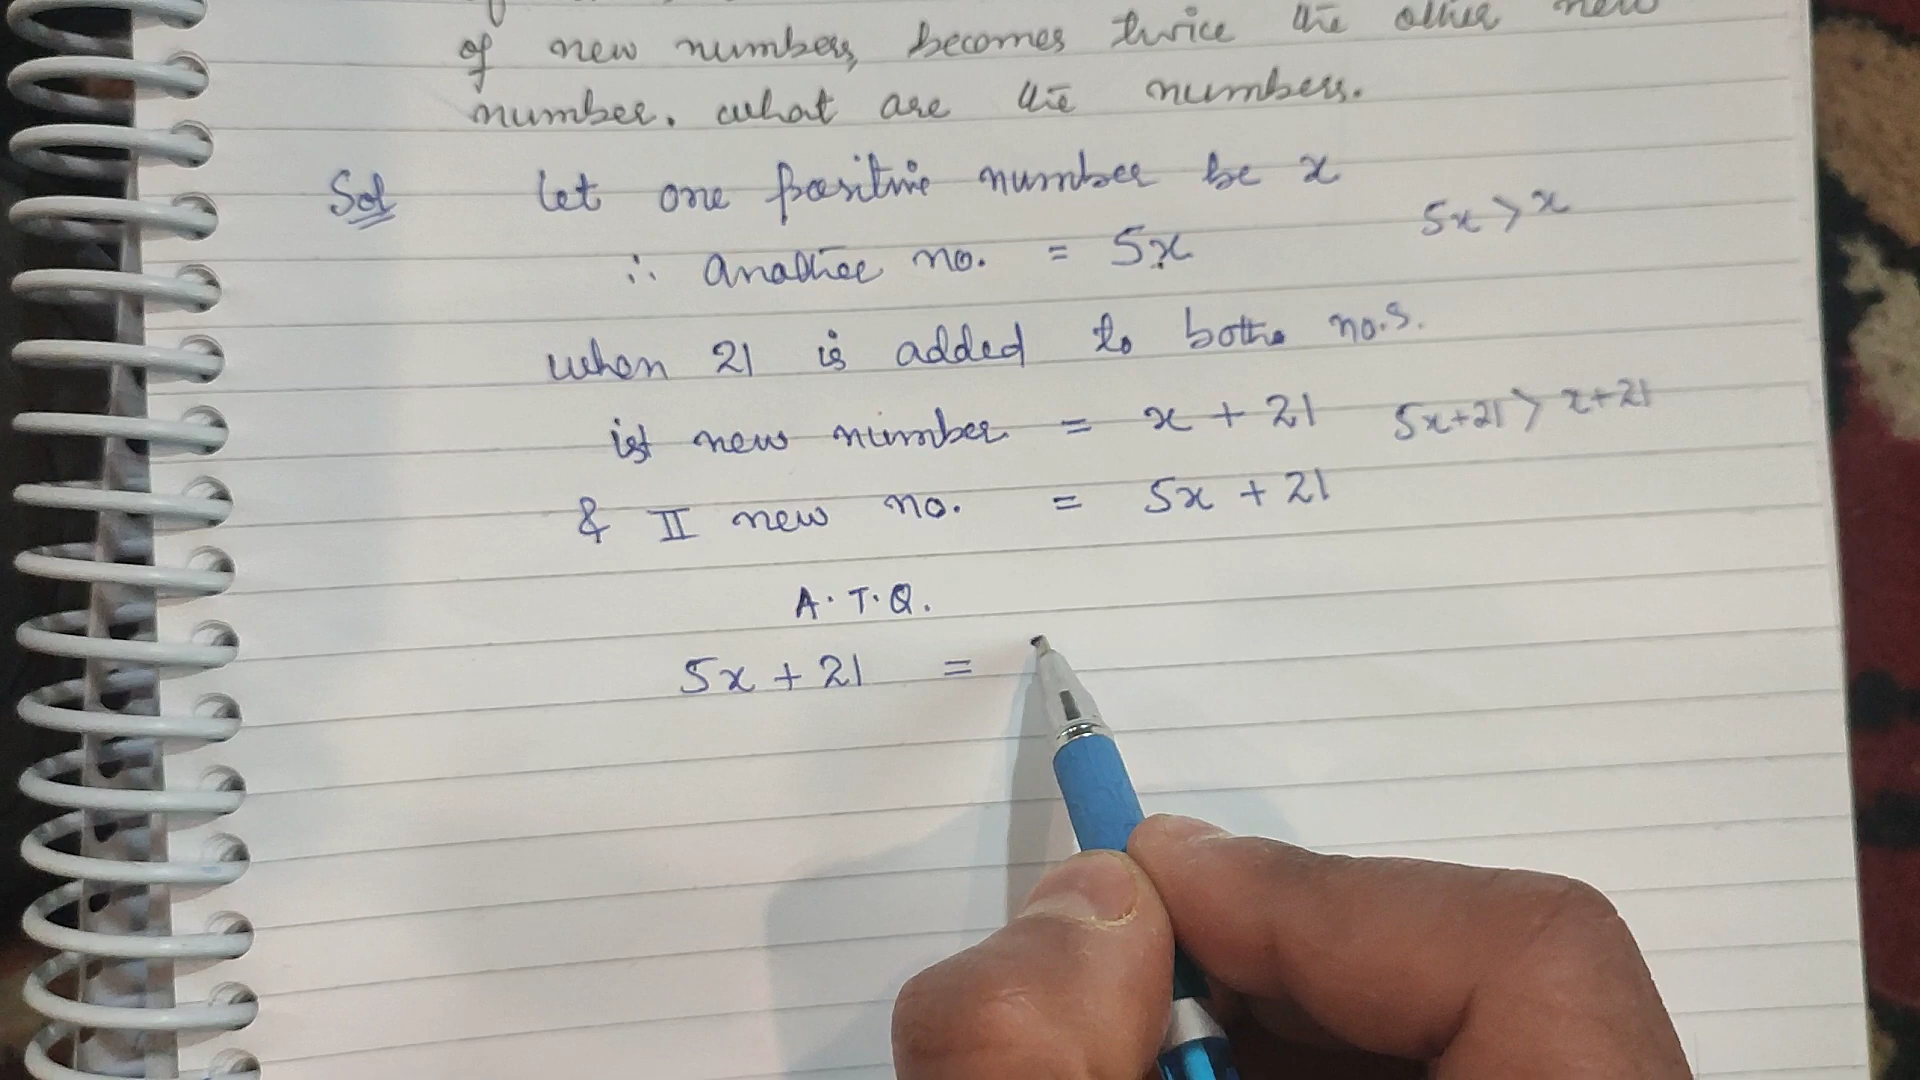 of new numbers, becomes twice the other new
number. what are the numbers.
Sol let one positive number be x
∴ another no. = 5x 5x > x
when 21 is added to both no.s.
ist new number = x + 21 5x+21 > x+21
& II new no. = 5x + 21
A.T.Q.
5x + 21 =